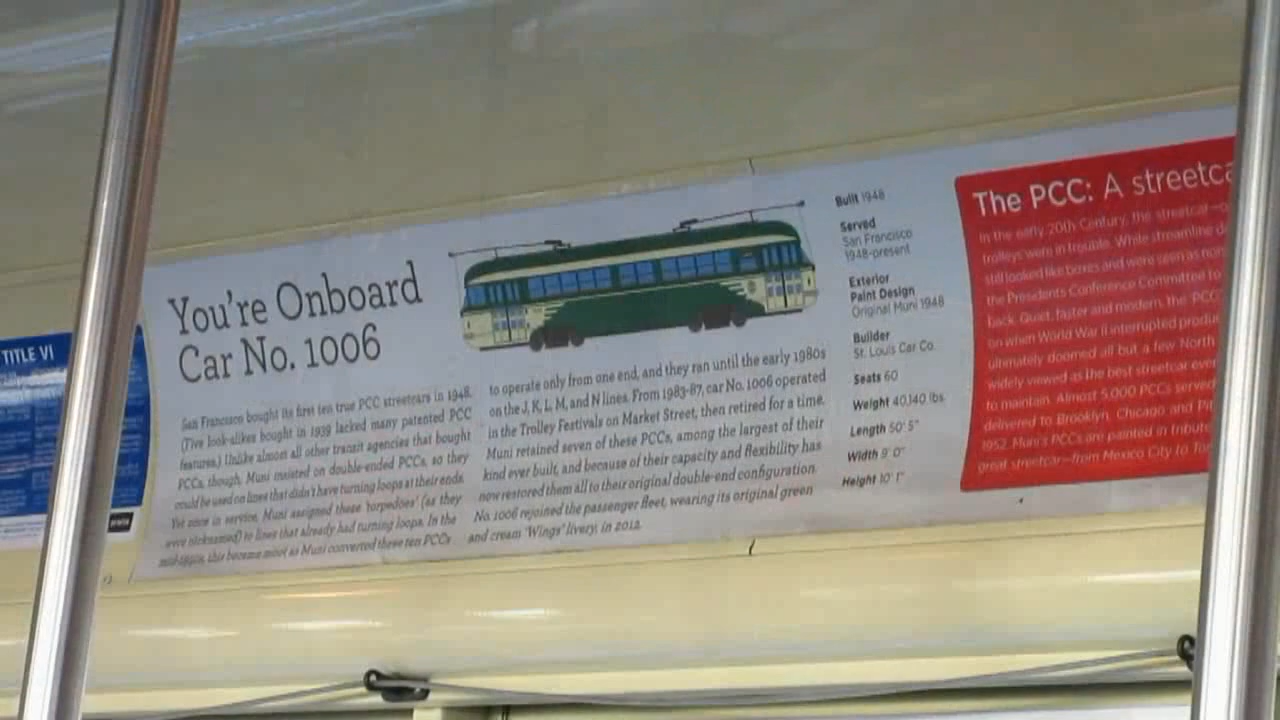 TITLE VI
You're Onboard
Car No. 1006
San Francisco bought its first ten true PCC streetcars in 1948.
(Five look-alikes bought in 1939 lacked many patented PCC
features.) Unlike almost all other transit agencies that bought
PCCs, though, Muni insisted on double-ended PCCs, so they
could be used on lines that didn't have turning loops at their ends.
Yet once in service, Muni assigned these 'torpedoes' (as they
were nicknamed) to lines that already had turning loops. In the
mid-1950s, this became moot as Muni converted these ten PCCs
to operate only from one end, and they ran until the early 1980s
on the J, K, L, M, and N lines. From 1983-87, car No. 1006 operated
in the Trolley Festivals on Market Street, then retired for a time.
Muni retained seven of these PCCs, among the largest of their
kind ever built, and because of their capacity and flexibility has
now restored them all to their original double-end configuration.
No. 1006 rejoined the passenger fleet, wearing its original green
and cream 'Wings' livery, in 2012.
Built 1948
Served
San Francisco
1948-present
Exterior
Paint Design
Original Muni 1948
Builder
St. Louis Car Co.
Seats 60
Weight 40,140 lbs.
Length 50' 5"
Width 9' 0"
Height 10' 1"
The PCC: A streetca
In the early 20th Century, the streetcar
trolleys were in trouble. While streamline
still looked like boxes and were seen as
the Presidents Conference Committee to
back. Quiet, faster and modern, the PCC
on when World War II interrupted
ultimately doomed all but a few North
widely viewed as the best streetcar ever
to maintain. Almost 5,000 PCCs served
delivered to Brooklyn, Chicago and
1952. Muni's PCCs are painted in tribute
great streetcar—from Mexico City to